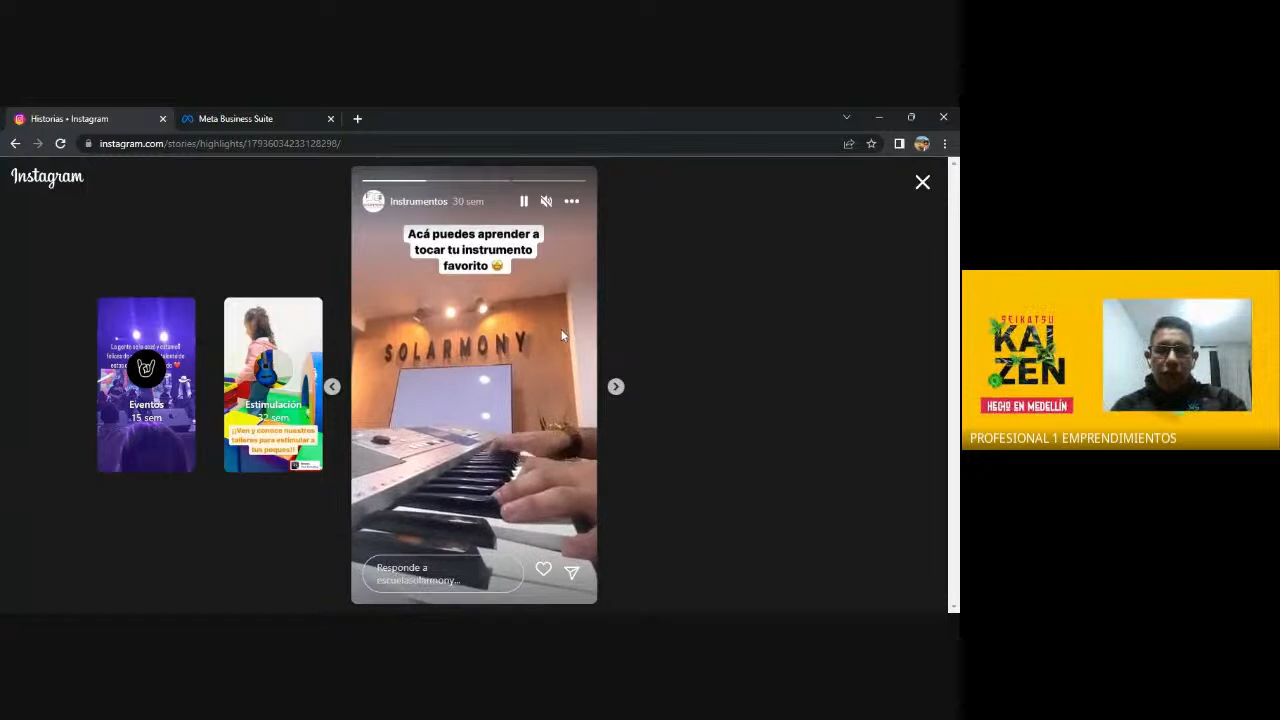 Historias • Instagram
Meta Business Suite
instagram.com/stories/highlights/17936034233128298/
Instagram
Instrumentos 30 sem
Acá puedes aprender a
tocar tu instrumento
favorito 🤩
SOLARMONY
Eventos
15 sem
Estimulación
32 sem
¡¡Ven y conoce nuestros
talleres para estimular a
tus peques!!
Responde a
escuelasolarmony...
SEIKATSU
KAI
ZEN
HECHO EN MEDELLÍN
PROFESIONAL 1 EMPRENDIMIENTOS